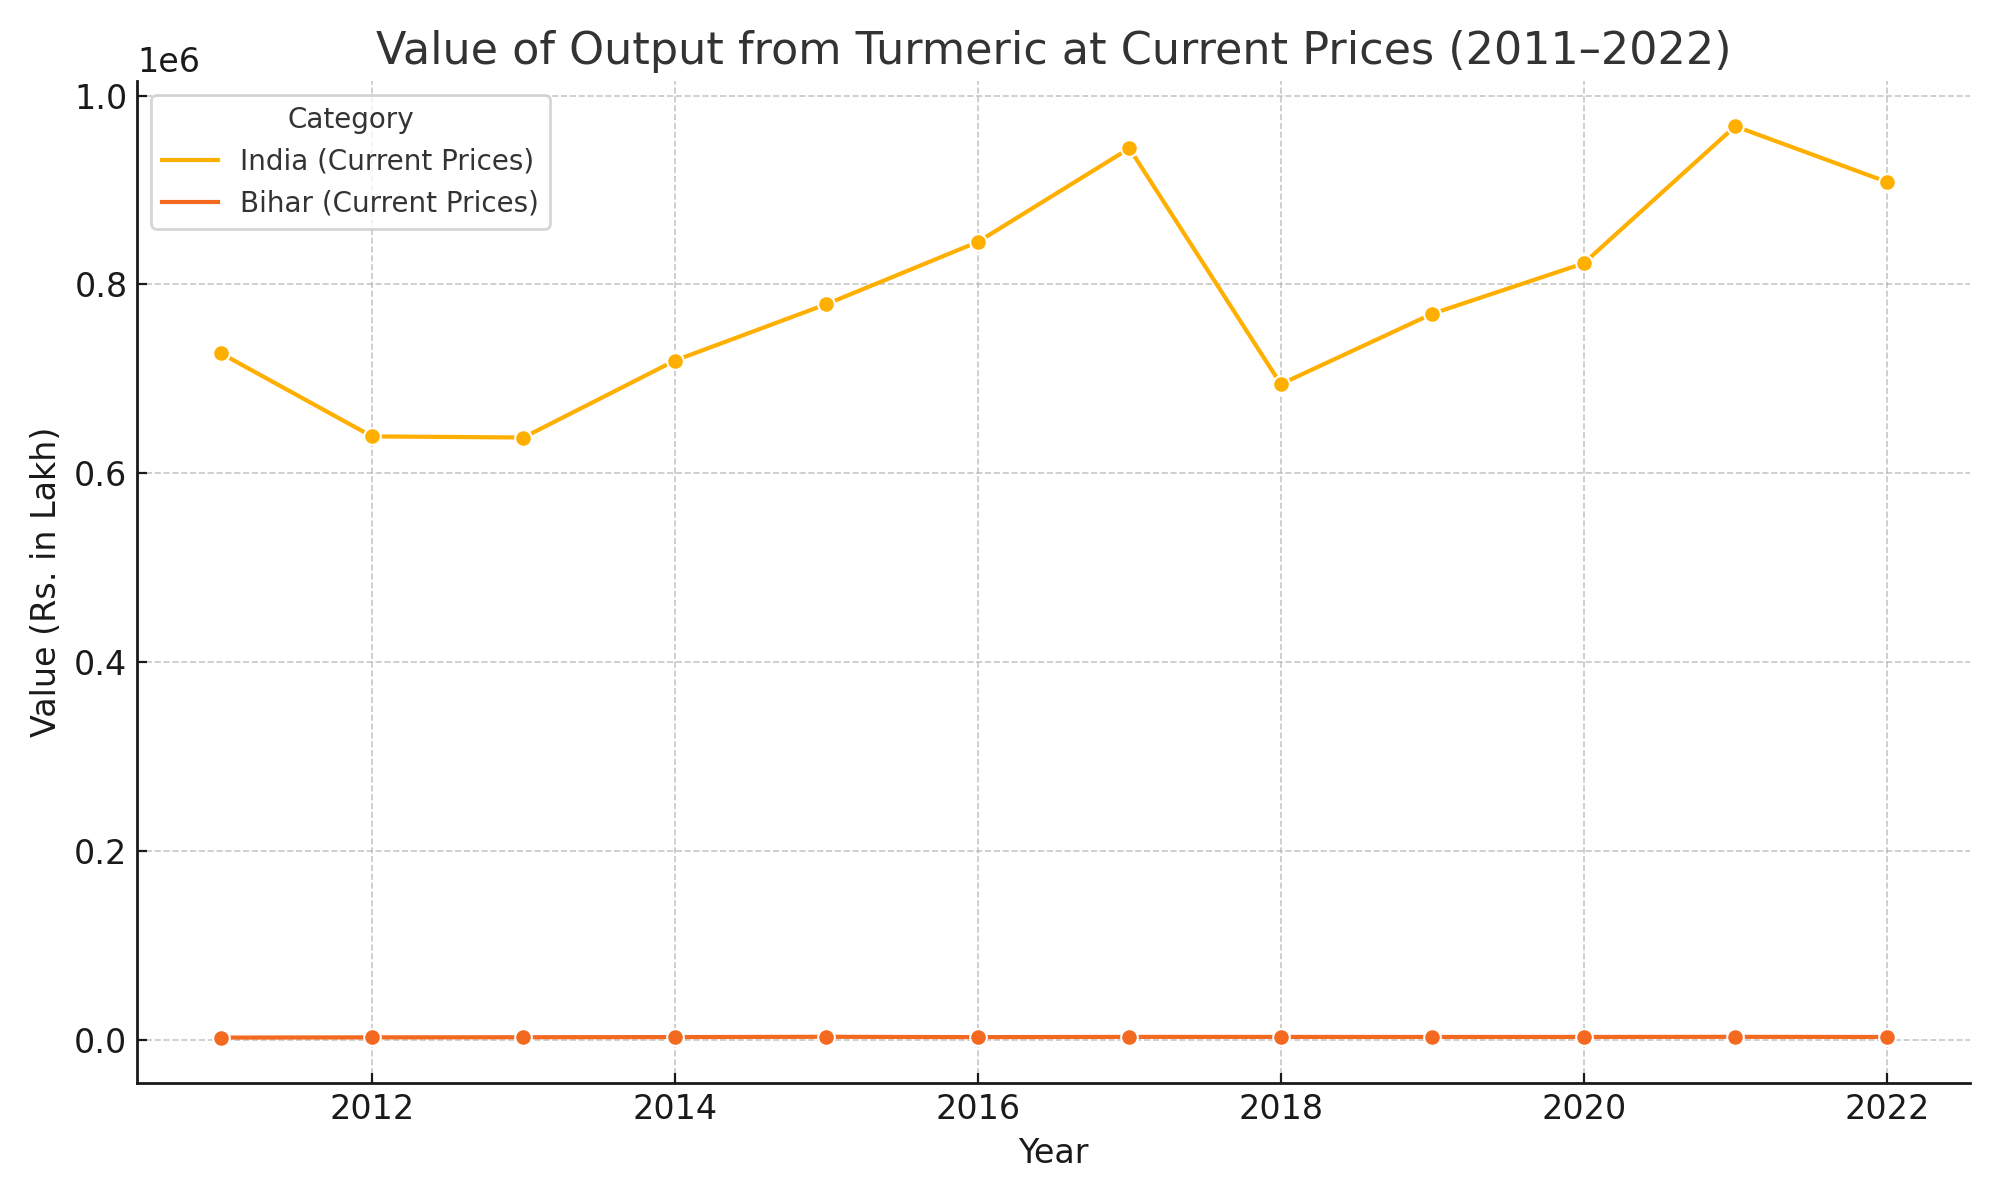 Value of Output from Turmeric at Current Prices (2011–2022)
1e6
1.0
0.8
0.6
0.4
0.2
0.0
Value (Rs. in Lakh)
Category
India (Current Prices)
Bihar (Current Prices)
2012 2014 2016 2018 2020 2022
Year